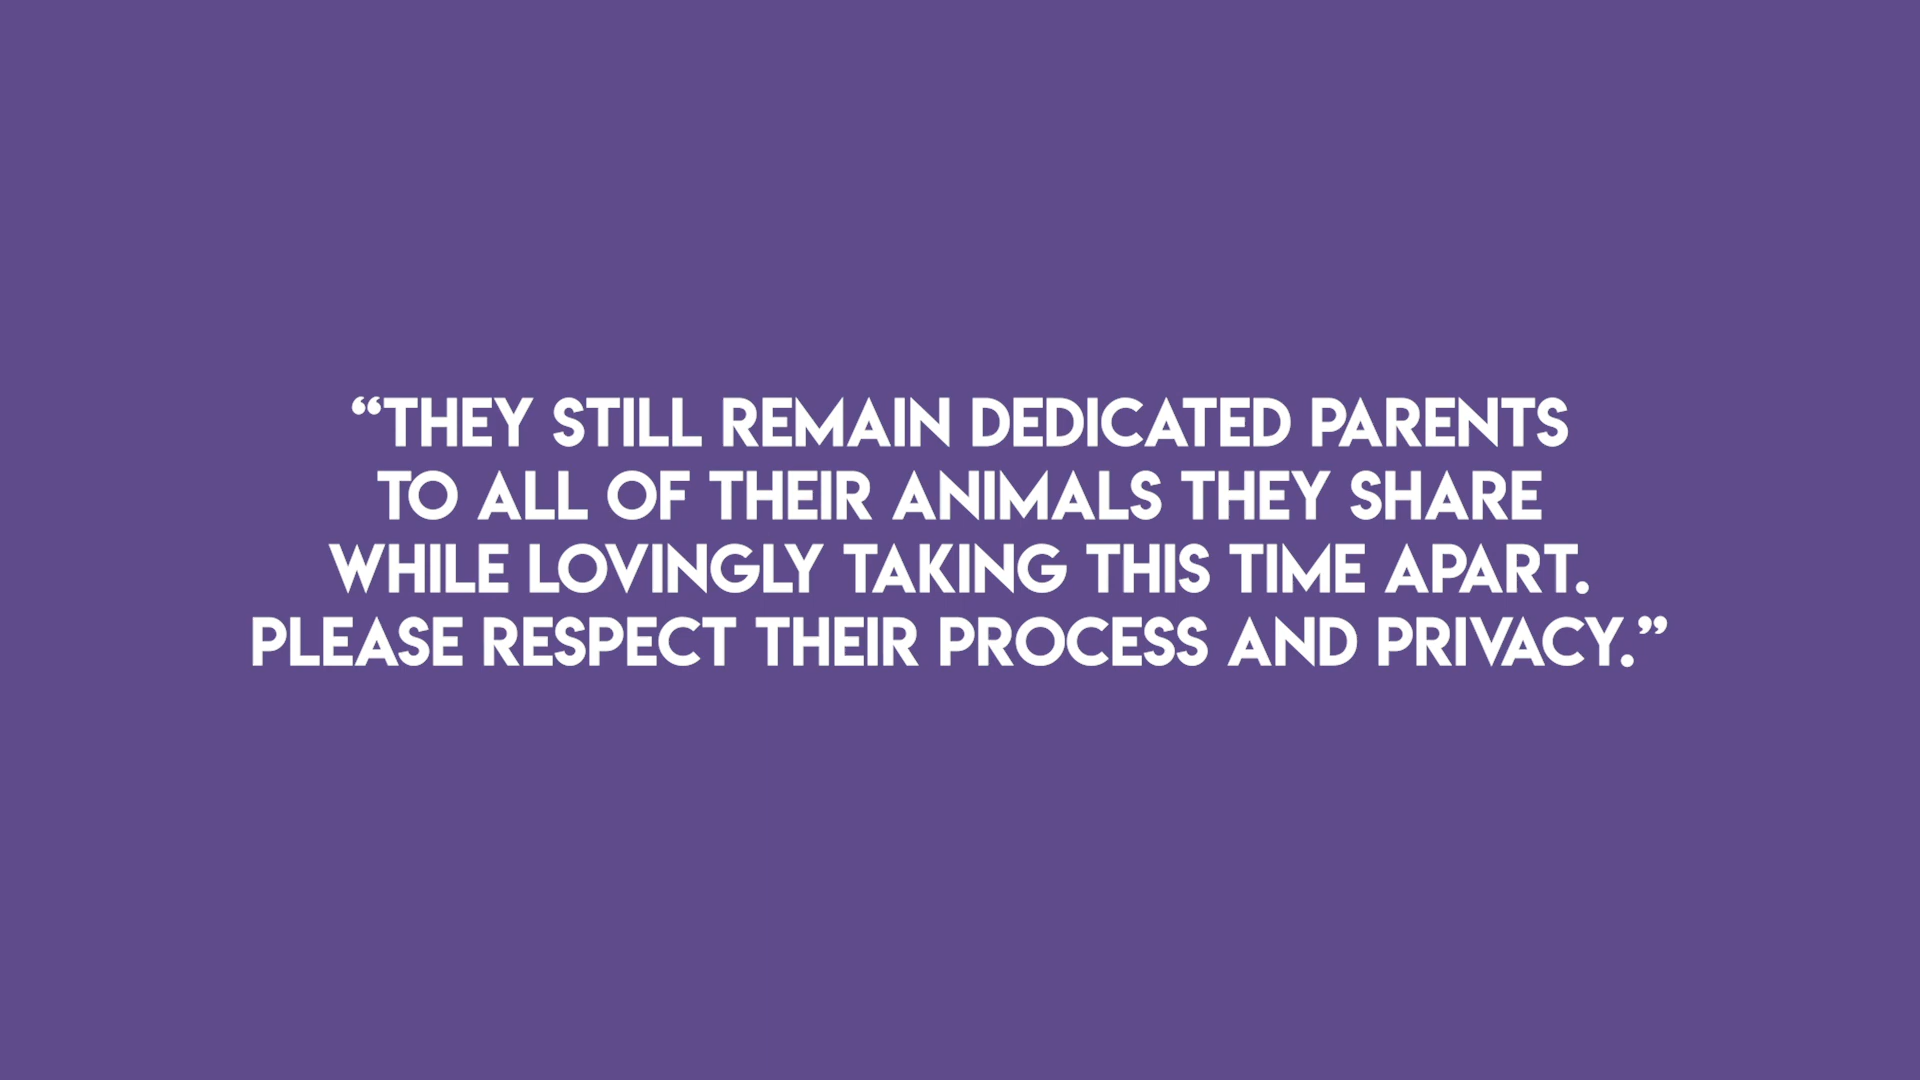 “THEY STILL REMAIN DEDICATED PARENTS
TO ALL OF THEIR ANIMALS THEY SHARE
WHILE LOVINGLY TAKING THIS TIME APART.
PLEASE RESPECT THEIR PROCESS AND PRIVACY.”